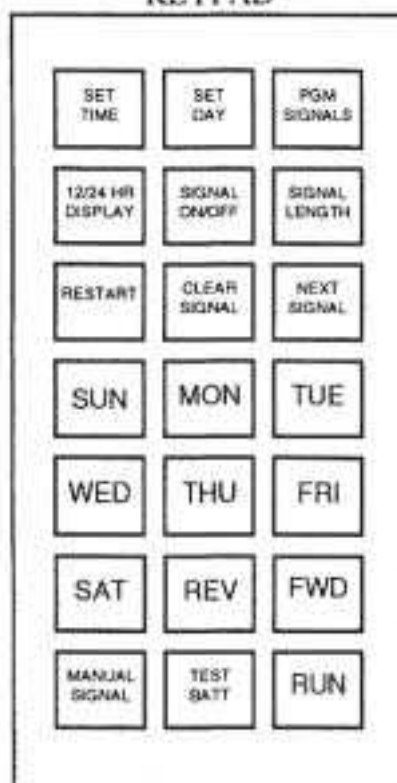 KEYPAD
SET
TIME
SET
DAY
PGM
SIGNALS
12/24 HR
DISPLAY
SIGNAL
ON/OFF
SIGNAL
LENGTH
RESTART
CLEAR
SIGNAL
NEXT
SIGNAL
SUN
MON
TUE
WED
THU
FRI
SAT
REV
FWD
MANUAL
SIGNAL
TEST
BATT
RUN